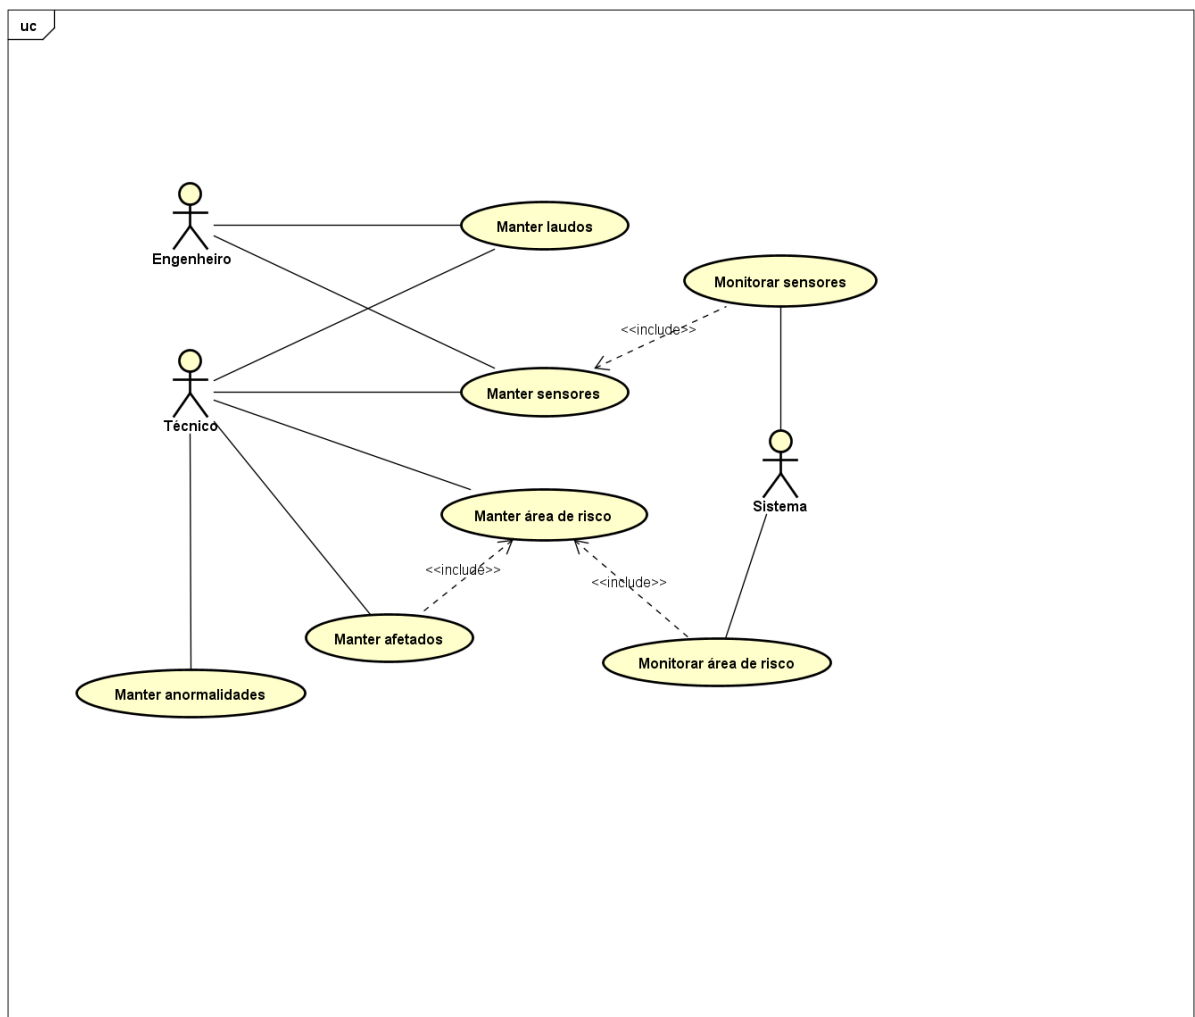 uc
Engenheiro
Manter laudos
Monitorar sensores
<<include>>
Manter sensores
Técnico
Sistema
Manter área de risco
<<include>>
<<include>>
Manter afetados
Monitorar área de risco
Manter anormalidades